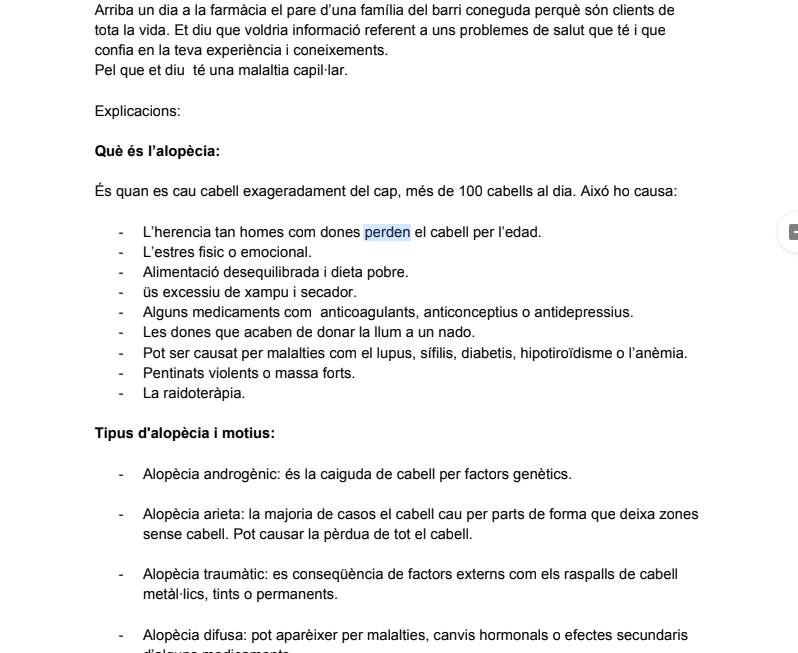 Arriba un dia a la farmàcia el pare d'una família del barri coneguda perquè són clients de
tota la vida. Et diu que voldria informació referent a uns problemes de salut que té i que
confia en la teva experiència i coneixements.
Pel que et diu  té una malaltia capil·lar.
Explicacions:
Què és l'alopècia:
És quan es cau cabell exageradament del cap, més de 100 cabells al dia. Aixó ho causa:
- L'herencia tan homes com dones perden el cabell per l'edad.
- L'estres fisic o emocional.
- Alimentació desequilibrada i dieta pobre.
- üs excessiu de xampu i secador.
- Alguns medicaments com  anticoagulants, anticonceptius o antidepressius.
- Les dones que acaben de donar la llum a un nado.
- Pot ser causat per malalties com el lupus, sífilis, diabetis, hipotiroïdisme o l'anèmia.
- Pentinats violents o massa forts.
- La raidoteràpia.
Tipus d'alopècia i motius:
- Alopècia androgènic: és la caiguda de cabell per factors genètics.
- Alopècia arieta: la majoria de casos el cabell cau per parts de forma que deixa zones
sense cabell. Pot causar la pèrdua de tot el cabell.
- Alopècia traumàtic: es conseqüència de factors externs com els raspalls de cabell
metàl·lics, tints o permanents.
- Alopècia difusa: pot aparèixer per malalties, canvis hormonals o efectes secundaris
d'alguns medicaments